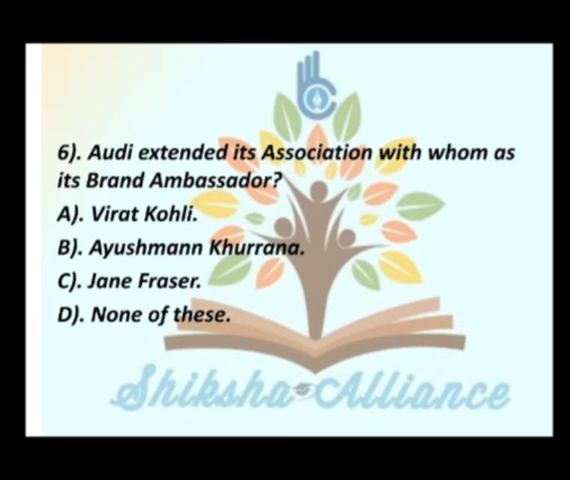 6). Audi extended its Association with whom as
its Brand Ambassador?
A). Virat Kohli.
B). Ayushmann Khurrana.
C). Jane Fraser.
D). None of these.
Shiksha Alliance